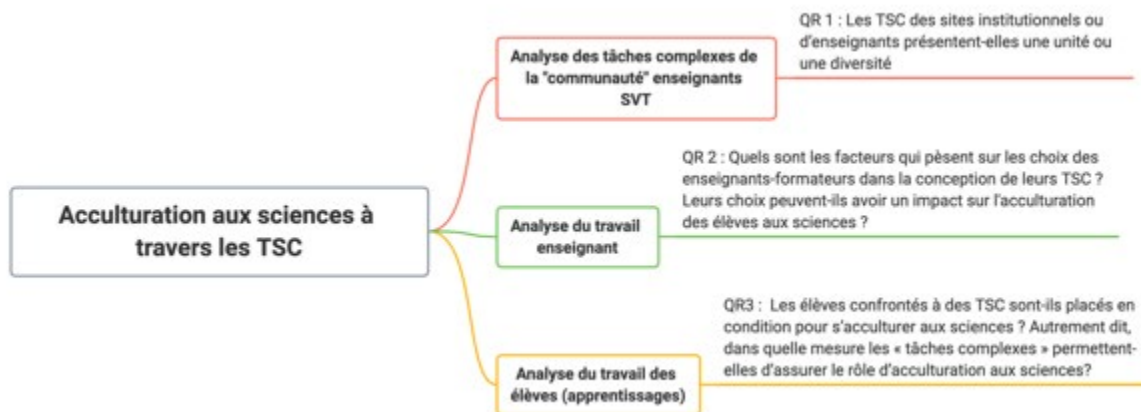 Acculturation aux sciences à
travers les TSC
Analyse des tâches complexes de
la "communauté" enseignants
SVT
QR 1 : Les TSC des sites institutionnels ou
d'enseignants présentent-elles une unité ou
une diversité
Analyse du travail
enseignant
QR 2 : Quels sont les facteurs qui pèsent sur les choix des
enseignants-formateurs dans la conception de leurs TSC ?
Leurs choix peuvent-ils avoir un impact sur l'acculturation
des élèves aux sciences ?
Analyse du travail des
élèves (apprentissages)
QR3 : Les élèves confrontés à des TSC sont-ils placés en
condition pour s'acculturer aux sciences ? Autrement dit,
dans quelle mesure les « tâches complexes » permettent-
elles d'assurer le rôle d'acculturation aux sciences?